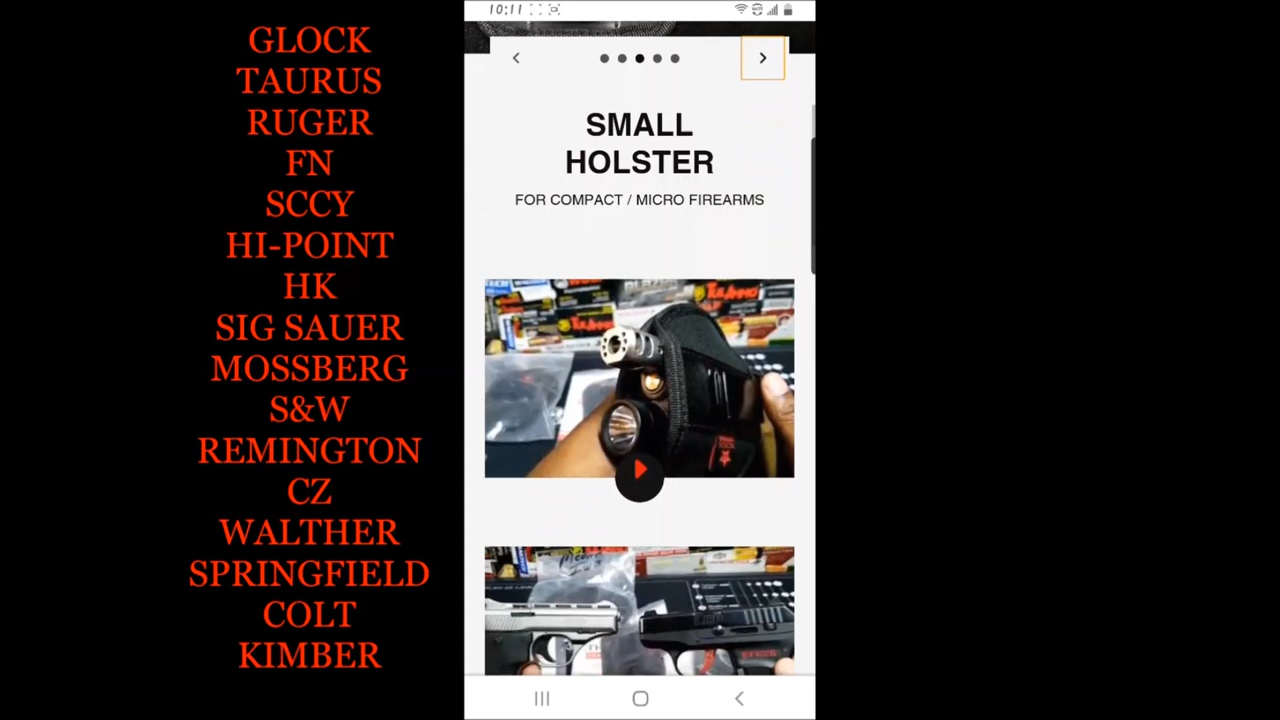 GLOCK
TAURUS
RUGER
FN
SCCY
HI-POINT
HK
SIG SAUER
MOSSBERG
S&W
REMINGTON
CZ
WALTHER
SPRINGFIELD
COLT
KIMBER
10:11
SMALL
HOLSTER
FOR COMPACT / MICRO FIREARMS